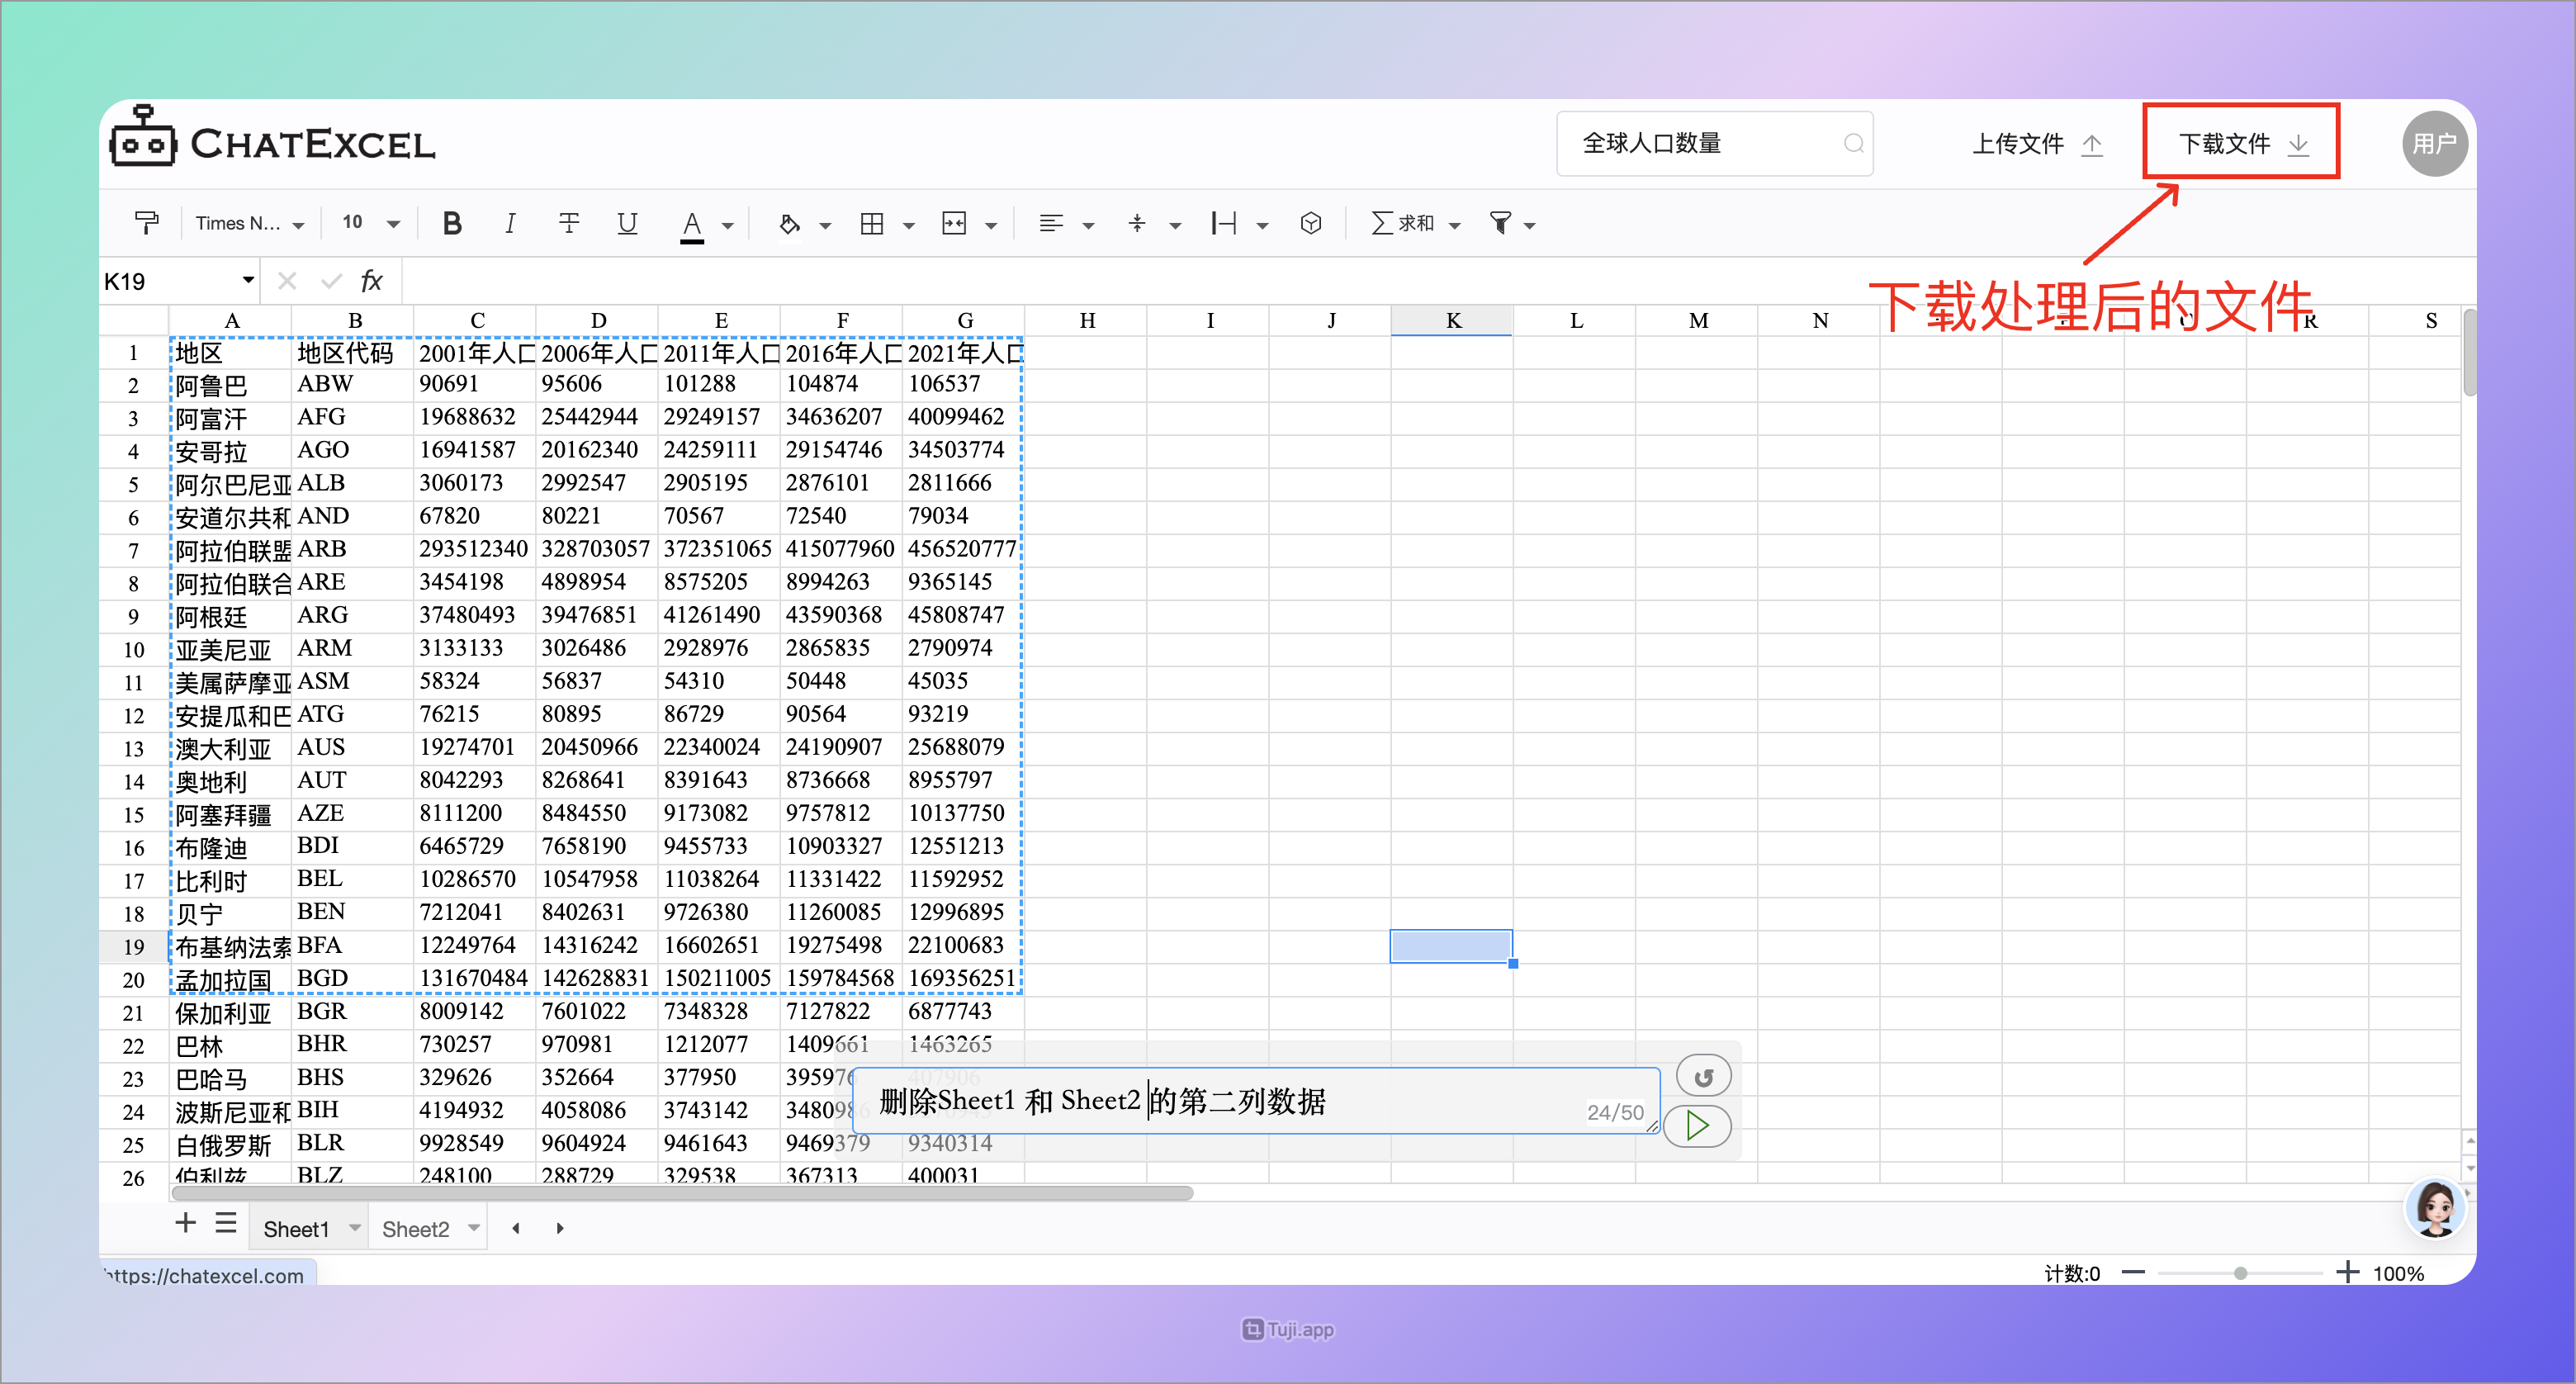 CHATEXCEL
全球人口数量
上传文件
下载文件
用户
Times N...
10
B
I
T
U
A
求和
K19
fx
下载处理后的文件
A B C D E F G H I J K L M N R S
1 地区 地区代码 2001年人口 2006年人口 2011年人口 2016年人口 2021年人口
2 阿鲁巴 ABW 90691 95606 101288 104874 106537
3 阿富汗 AFG 19688632 25442944 29249157 34636207 40099462
4 安哥拉 AGO 16941587 20162340 24259111 29154746 34503774
5 阿尔巴尼亚 ALB 3060173 2992547 2905195 2876101 2811666
6 安道尔共和 AND 67820 80221 70567 72540 79034
7 阿拉伯联盟 ARB 293512340 328703057 372351065 415077960 456520777
8 阿拉伯联合 ARE 3454198 4898954 8575205 8994263 9365145
9 阿根廷 ARG 37480493 39476851 41261490 43590368 45808747
10 亚美尼亚 ARM 3133133 3026486 2928976 2865835 2790974
11 美属萨摩亚 ASM 58324 56837 54310 50448 45035
12 安提瓜和巴 ATG 76215 80895 86729 90564 93219
13 澳大利亚 AUS 19274701 20450966 22340024 24190907 25688079
14 奥地利 AUT 8042293 8268641 8391643 8736668 8955797
15 阿塞拜疆 AZE 8111200 8484550 9173082 9757812 10137750
16 布隆迪 BDI 6465729 7658190 9455733 10903327 12551213
17 比利时 BEL 10286570 10547958 11038264 11331422 11592952
18 贝宁 BEN 7212041 8402631 9726380 11260085 12996895
19 布基纳法索 BFA 12249764 14316242 16602651 19275498 22100683
20 孟加拉国 BGD 131670484 142628831 150211005 159784568 169356251
21 保加利亚 BGR 8009142 7601022 7348328 7127822 6877743
22 巴林 BHR 730257 970981 1212077 1409661 1463265
23 巴哈马 BHS 329626 352664 377950 395976 407906
24 波斯尼亚和 BIH 4194932 4058086 3743142 348098
25 白俄罗斯 BLR 9928549 9604924 9461643 9469379 9340314
26 伯利兹 BLZ 248100 288729 329538 367313 400031
删除Sheet1 和 Sheet2 的第二列数据
24/50
Sheet1
Sheet2
https://chatexcel.com
计数:0
100%
Tuji.app